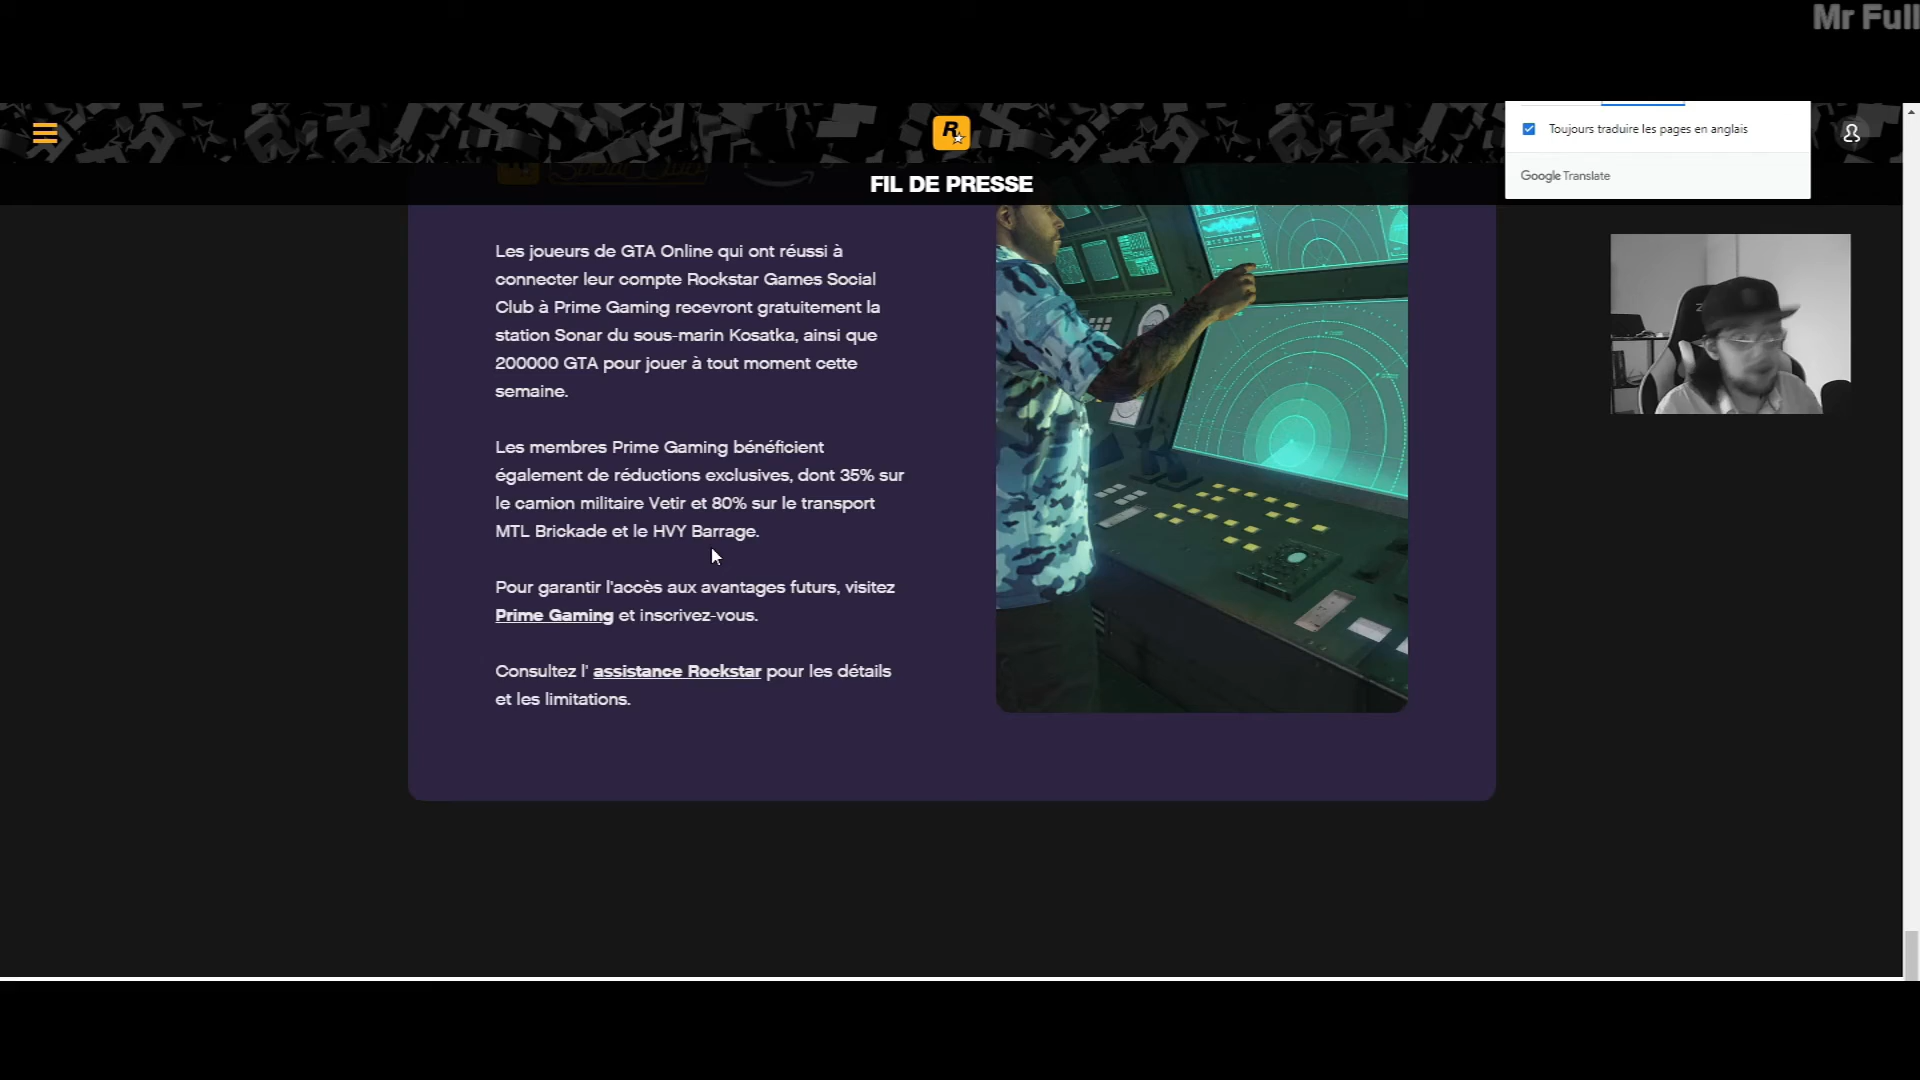 Mr Full
Toujours traduire les pages en anglais
Google Translate
FIL DE PRESSE
Les joueurs de GTA Online qui ont réussi à
connecter leur compte Rockstar Games Social
Club à Prime Gaming recevront gratuitement la
station Sonar du sous-marin Kosatka, ainsi que
200000 GTA pour jouer à tout moment cette
semaine.
Les membres Prime Gaming bénéficient
également de réductions exclusives, dont 35% sur
le camion militaire Vetir et 80% sur le transport
MTL Brickade et le HVY Barrage.
Pour garantir l'accès aux avantages futurs, visitez
Prime Gaming et inscrivez-vous.
Consultez l' assistance Rockstar pour les détails
et les limitations.